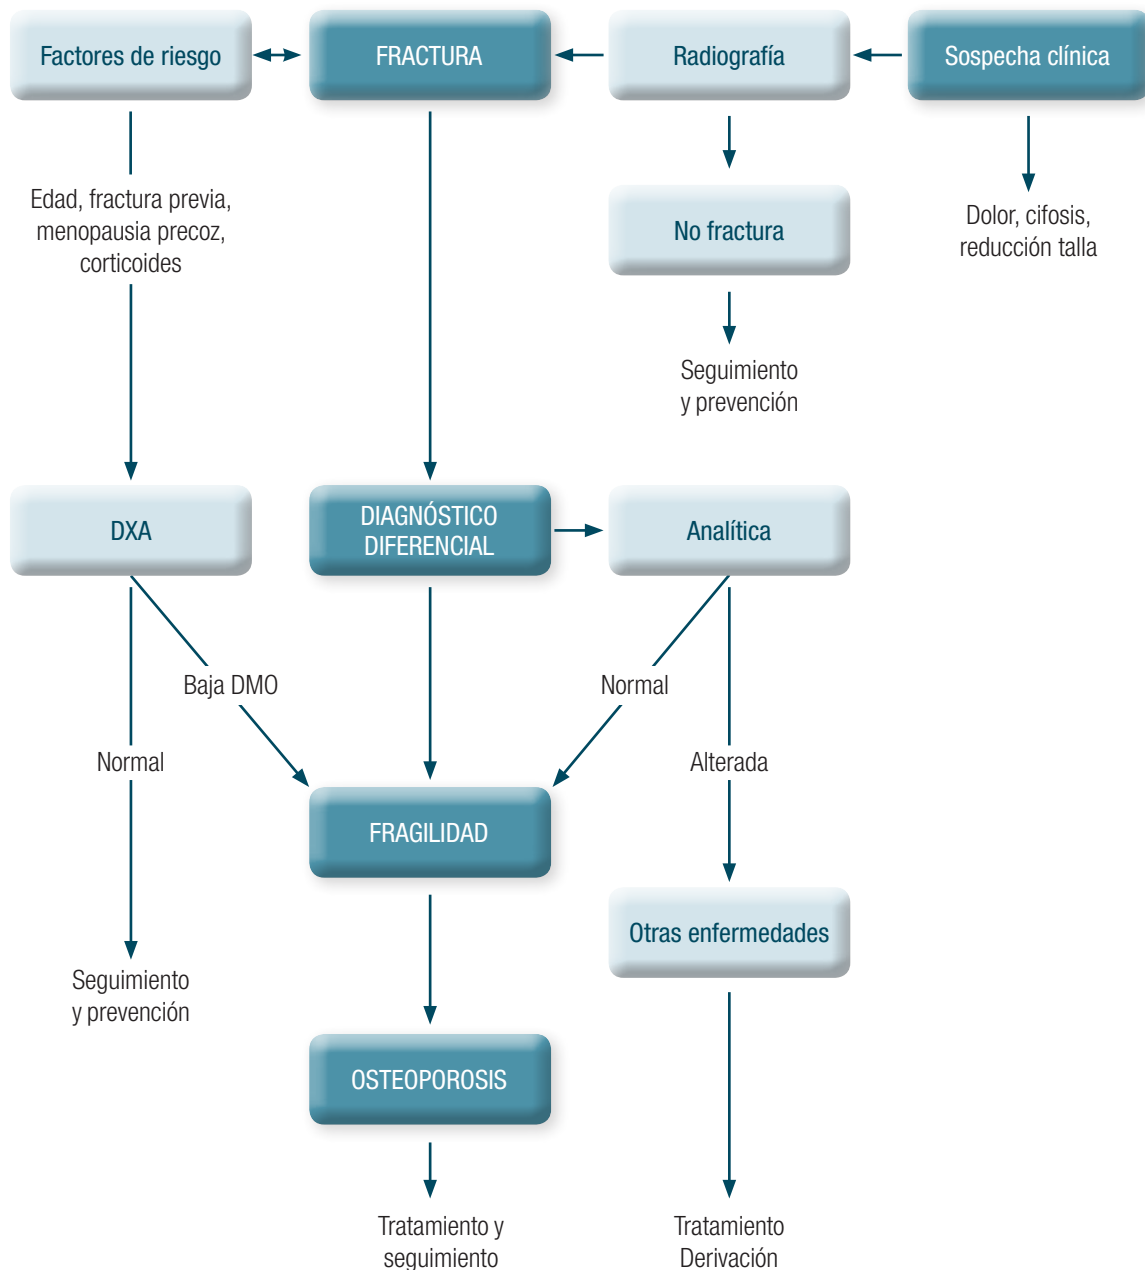 Factores de riesgo
FRACTURA
Radiografía
Sospecha clínica
Edad, fractura previa,
menopausia precoz,
corticoides
No fractura
Dolor, cifosis,
reducción talla
Seguimiento
y prevención
DXA
DIAGNÓSTICO
DIFERENCIAL
Analítica
Baja DMO
Normal
Normal
Alterada
FRAGILIDAD
Otras enfermedades
Seguimiento
y prevención
OSTEOPOROSIS
Tratamiento y
seguimiento
Tratamiento
Derivación